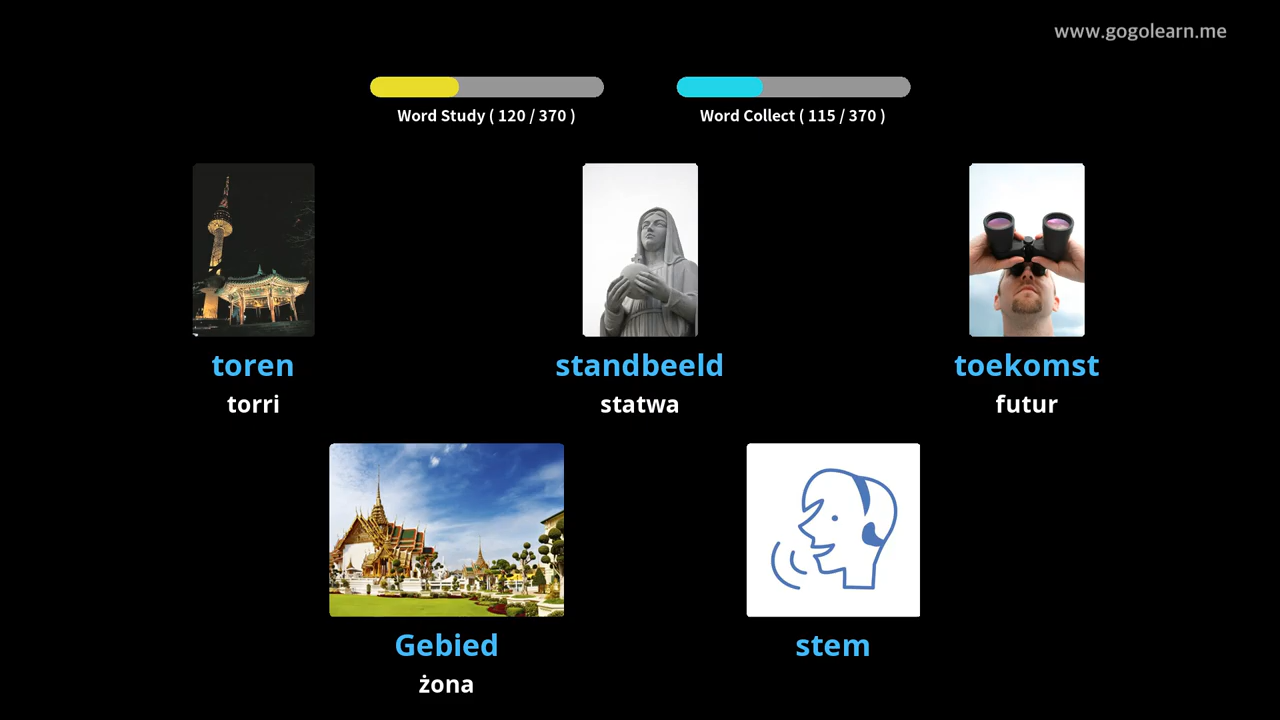 www.gogolearn.me
Word Study ( 120 / 370 )
Word Collect ( 115 / 370 )
toren
standbeeld
toekomst
torri
statwa
futur
Gebied
stem
żona